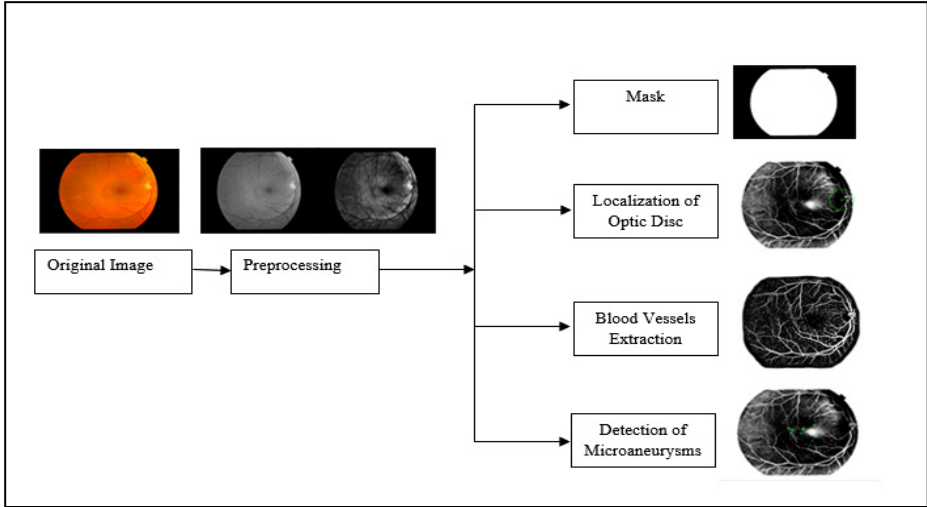 Mask
Localization of
Optic Disc
Original Image
Preprocessing
Blood Vessels
Extraction
Detection of
Microaneurysms